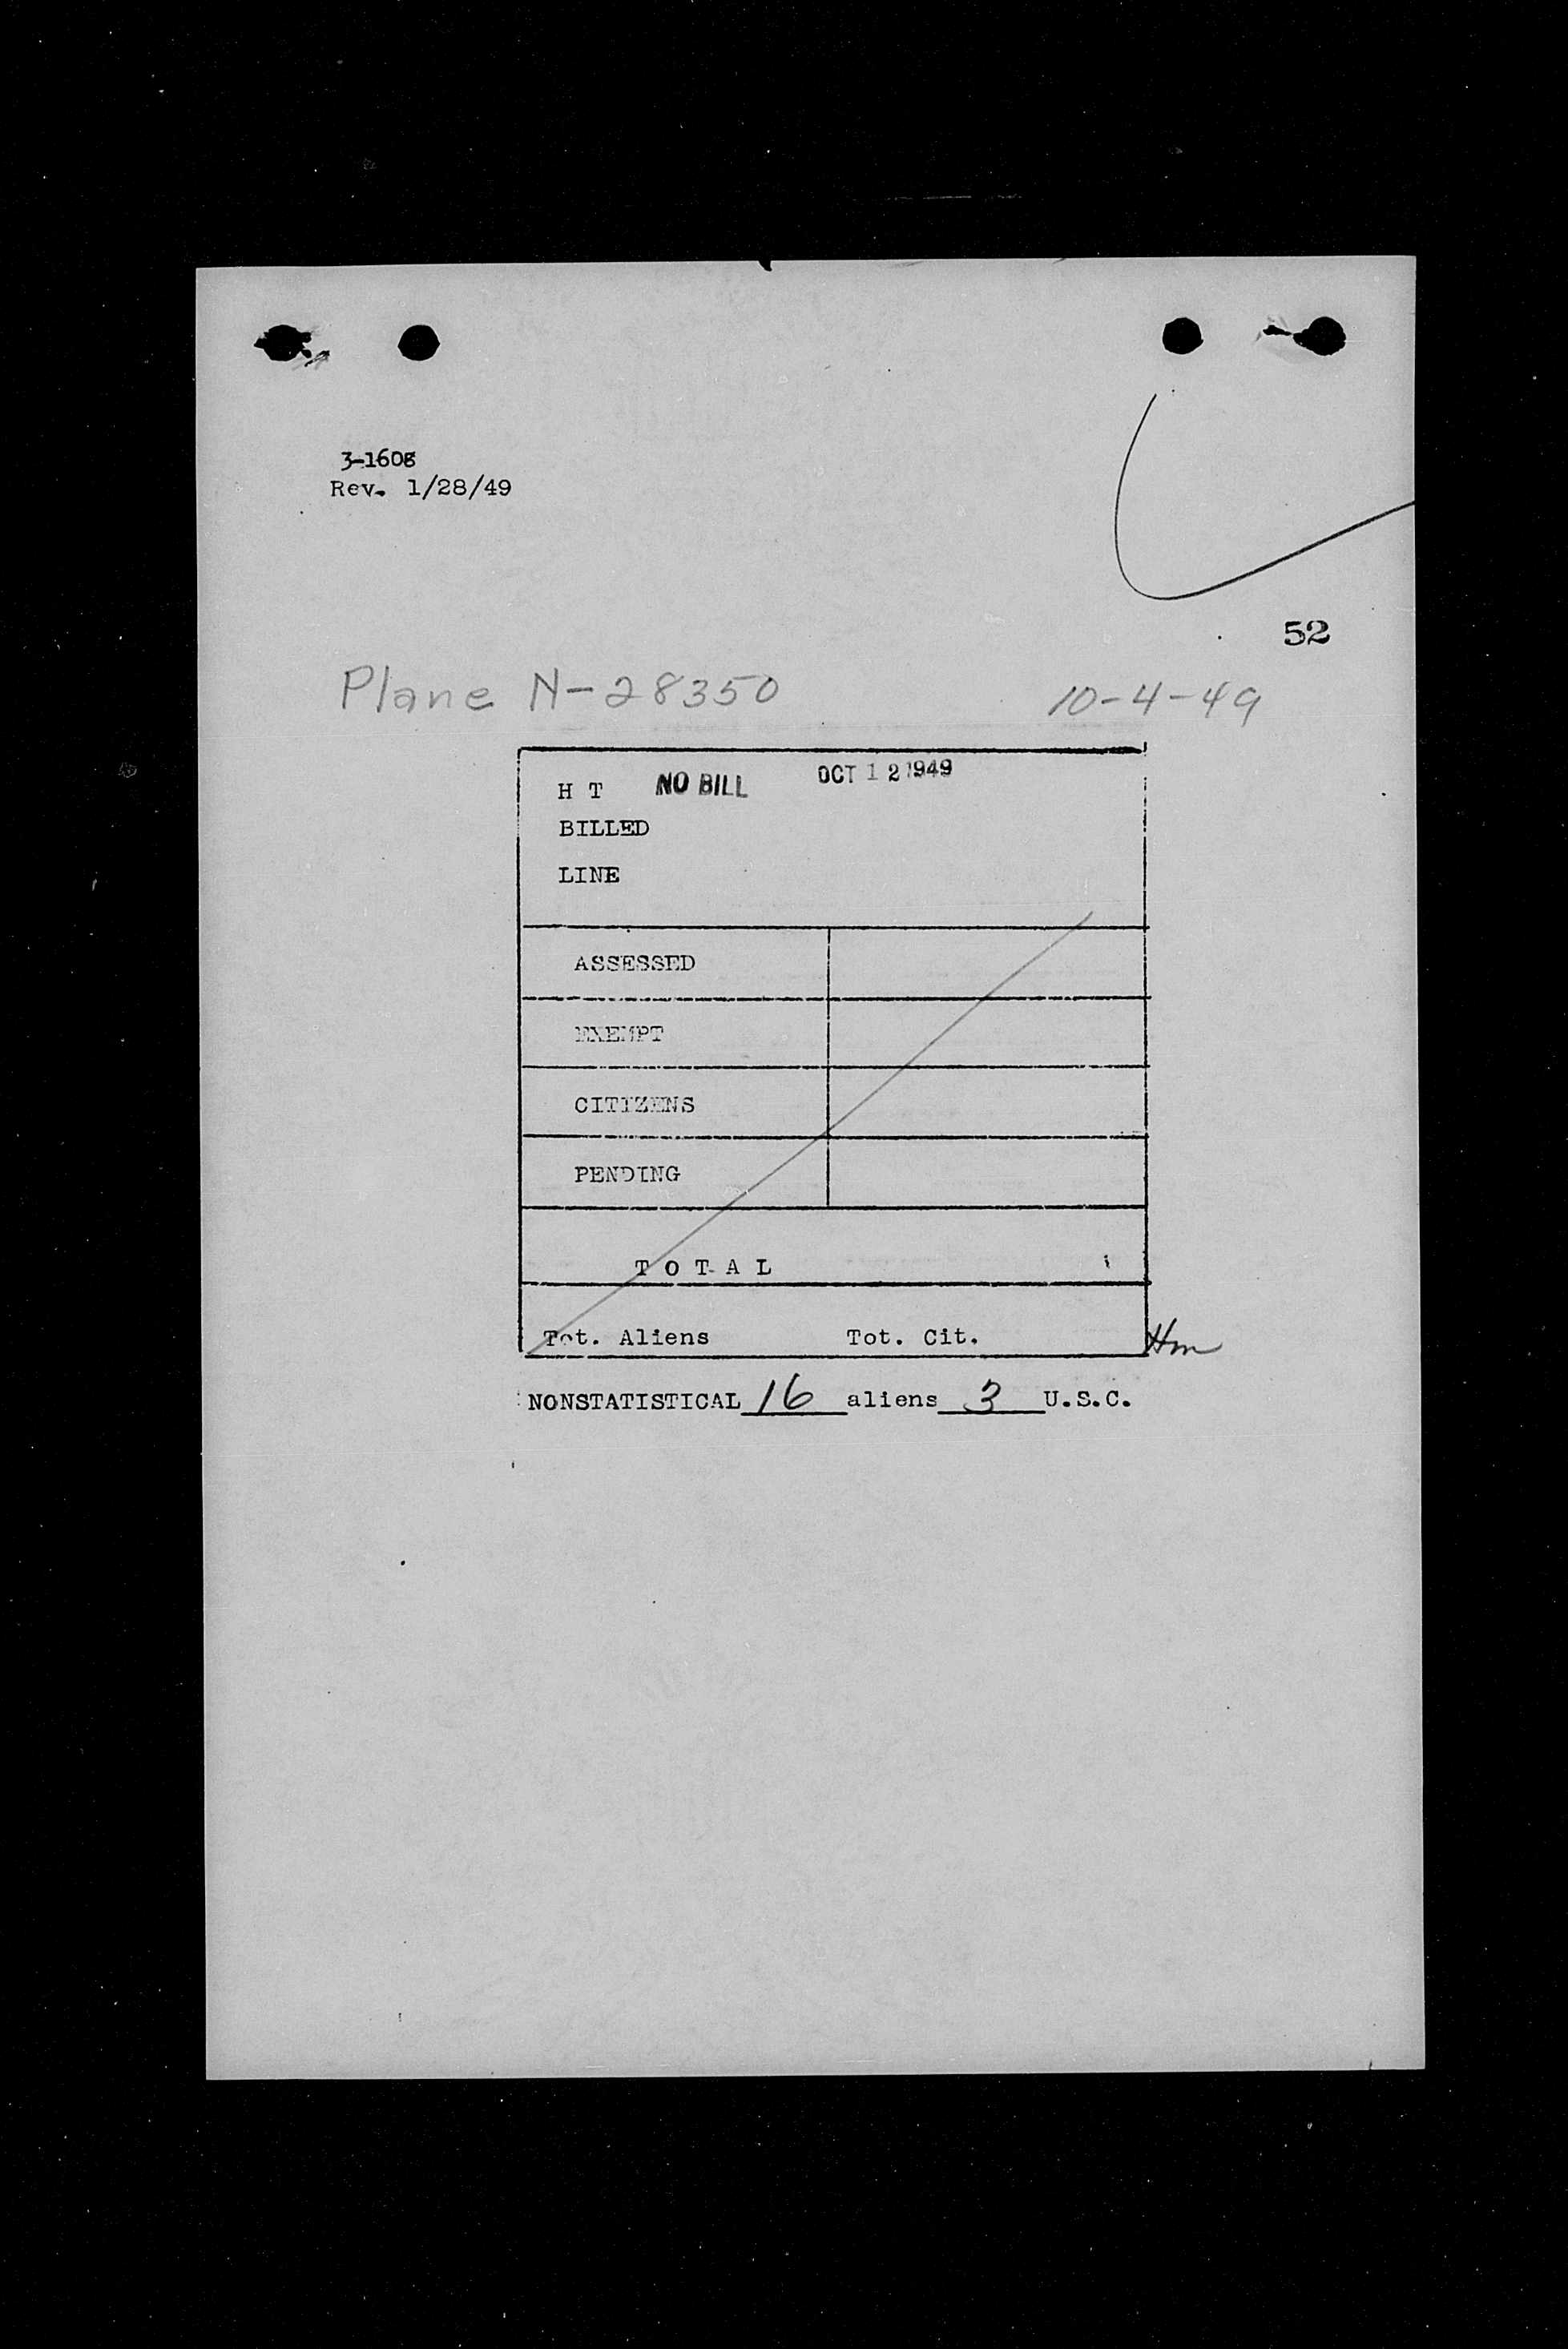 3-1608
Rev. 1/28/49
52
Plane N-28350 10-4-49
H T NO BILL OCT 12 1949
BILLED
LINE
ASSESSED
EXEMPT
CITIZENS
PENDING
T O T A L
Tot. Aliens Tot. Cit.
NONSTATISTICAL 16 aliens 3 U.S.C.